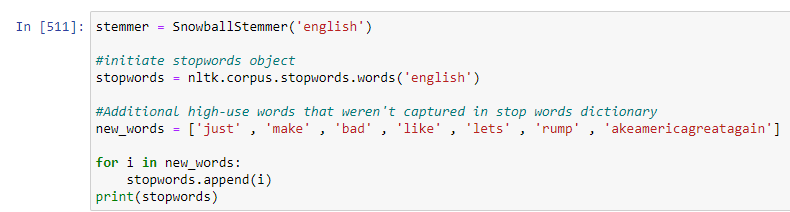 In [511]: stemmer = SnowballStemmer('english')
#initiate stopwords object
stopwords = nltk.corpus.stopwords.words('english')
#Additional high-use words that weren't captured in stop words dictionary
new_words = ['just' , 'make' , 'bad' , 'like' , 'lets' , 'rump' , 'akeamericagreatagain']
for i in new_words:
    stopwords.append(i)
print(stopwords)